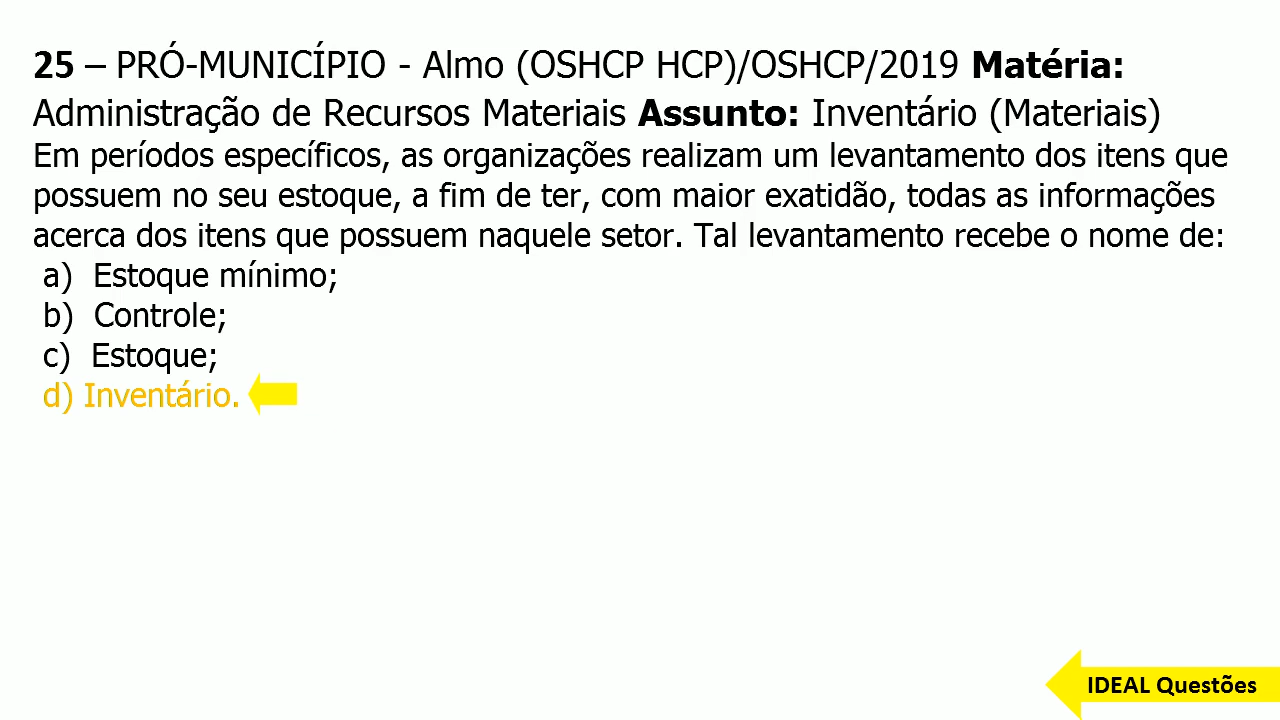 25 – PRÓ-MUNICÍPIO - Almo (OSHCP HCP)/OSHCP/2019 Matéria:
Administração de Recursos Materiais Assunto: Inventário (Materiais)
Em períodos específicos, as organizações realizam um levantamento dos itens que
possuem no seu estoque, a fim de ter, com maior exatidão, todas as informações
acerca dos itens que possuem naquele setor. Tal levantamento recebe o nome de:
a) Estoque mínimo;
b) Controle;
c) Estoque;
d) Inventário.
IDEAL Questões